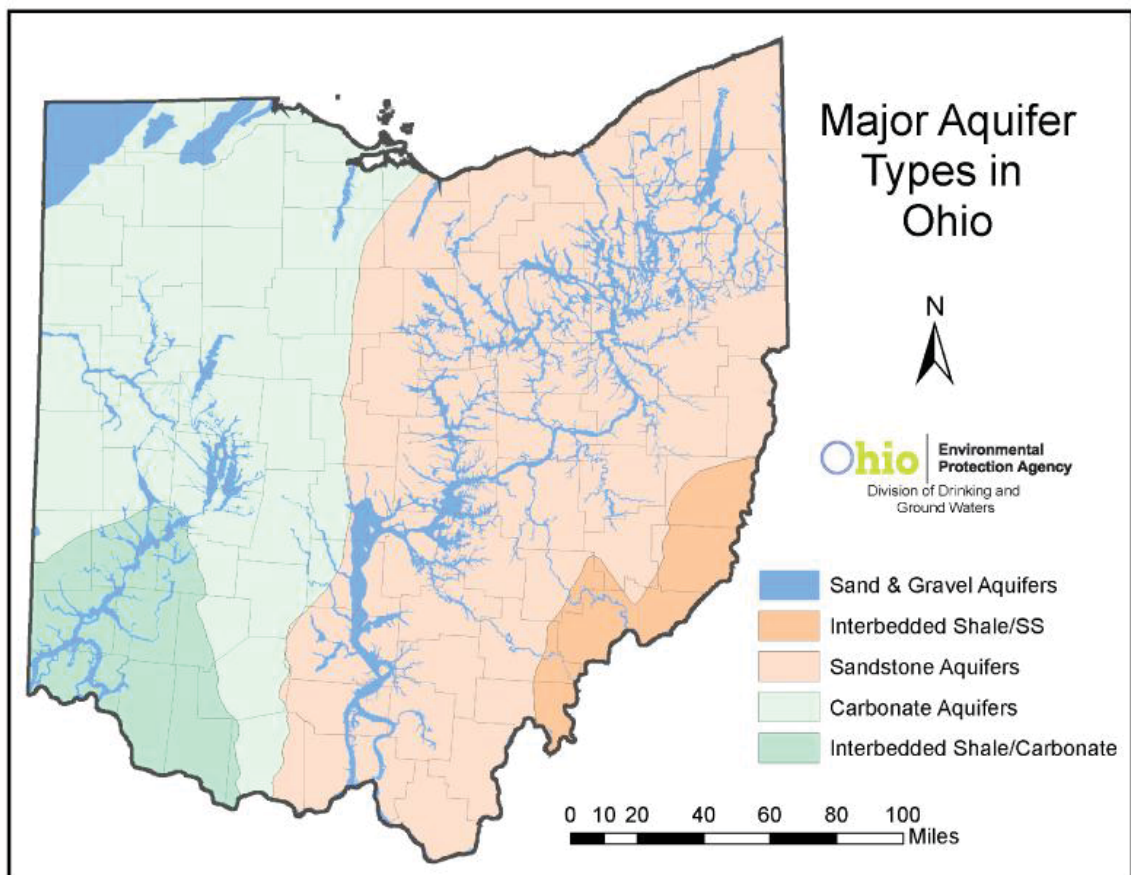 Major Aquifer
Types in
Ohio
N
Ohio
Environmental
Protection Agency
Division of Drinking and
Ground Waters
Sand & Gravel Aquifers
Interbedded Shale/SS
Sandstone Aquifers
Carbonate Aquifers
Interbedded Shale/Carbonate
0 10 20 40 60 80 100
Miles